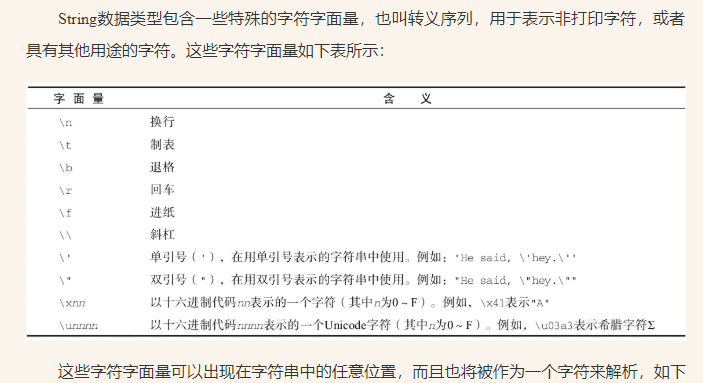 String数据类型包含一些特殊的字符字面量，也叫转义序列，用于表示非打印字符，或者
具有其他用途的字符。这些字符字面量如下表所示：
字 面 量 含 义
\n 换行
\t 制表
\b 退格
\r 回车
\f 进纸
\\ 斜杠
\' 单引号（'），在用单引号表示的字符串中使用。例如：'He said, \'hey.\''
\" 双引号（"），在用双引号表示的字符串中使用。例如："He said, \"hey.\""
\xnn 以十六进制代码nn表示的一个字符（其中n为0～F）。例如，\x41表示"A"
\unnnn 以十六进制代码nnnn表示的一个Unicode字符（其中n为0～F）。例如，\u03a3表示希腊字符Σ
这些字符字面量可以出现在字符串中的任意位置，而且也将被作为一个字符来解析，如下